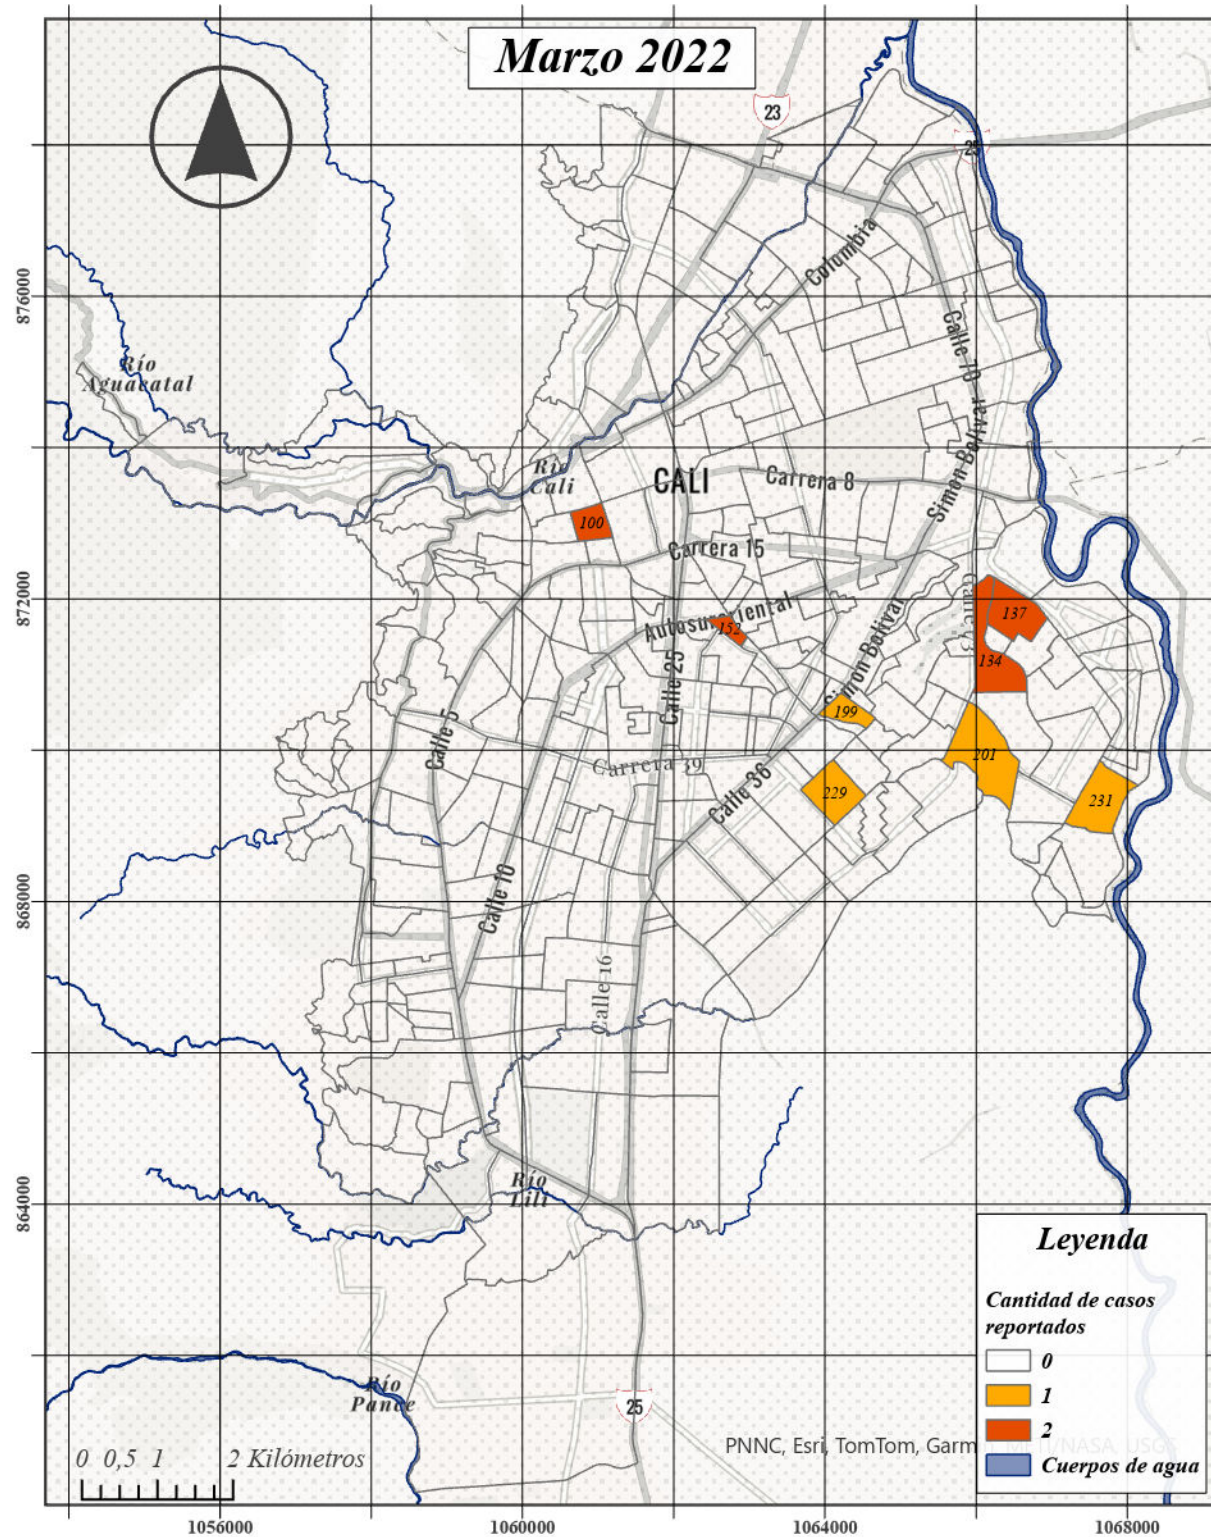 Marzo 2022
23
25
Columbia
876000
Calle 70
Río
Aguacatal
Simon Bolívar
Río
Cali
CALI
Carrera 8
100
Carrera 15
872000
Autosuroriental
137
152
134
Simon Bolívar
Calle 25
199
Calle 5
201
Carrera 39
Calle 36
229
231
Calle 10
868000
Calle 16
Río
Lili
864000
Leyenda
Cantidad de casos
reportados
0
1
2
Cuerpos de agua
Río
Pance
25
PNNC, Esri, TomTom, Garm
0 0,5 1 2 Kilómetros
1056000
1060000
1064000
1068000